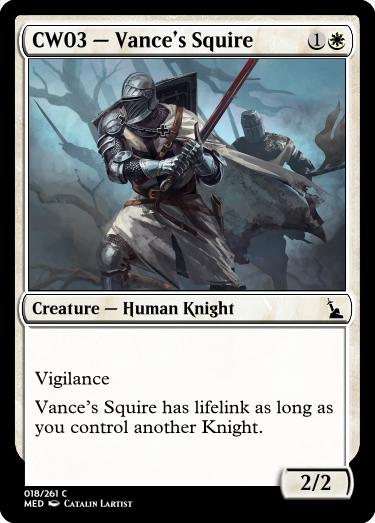 CW03 — Vance's Squire 1
Creature — Human Knight
Vigilance
Vance's Squire has lifelink as long as
you control another Knight.
2/2
018/261 C
MED Catalin Lartist